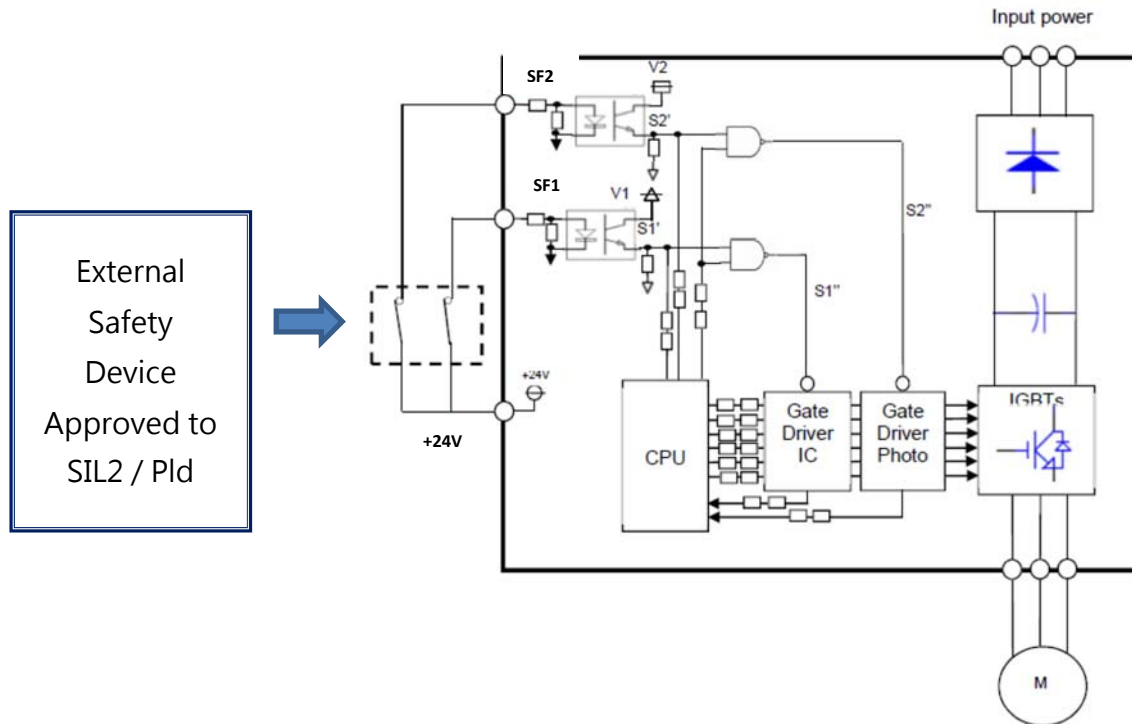 Input power
SF2
V2
S2'
SF1
V1
S1'
S2"
S1"
External
Safety
Device
Approved to
SIL2 / Pld
+24V
+24V
CPU
Gate
Driver
IC
Gate
Driver
Photo
IGBTs
M